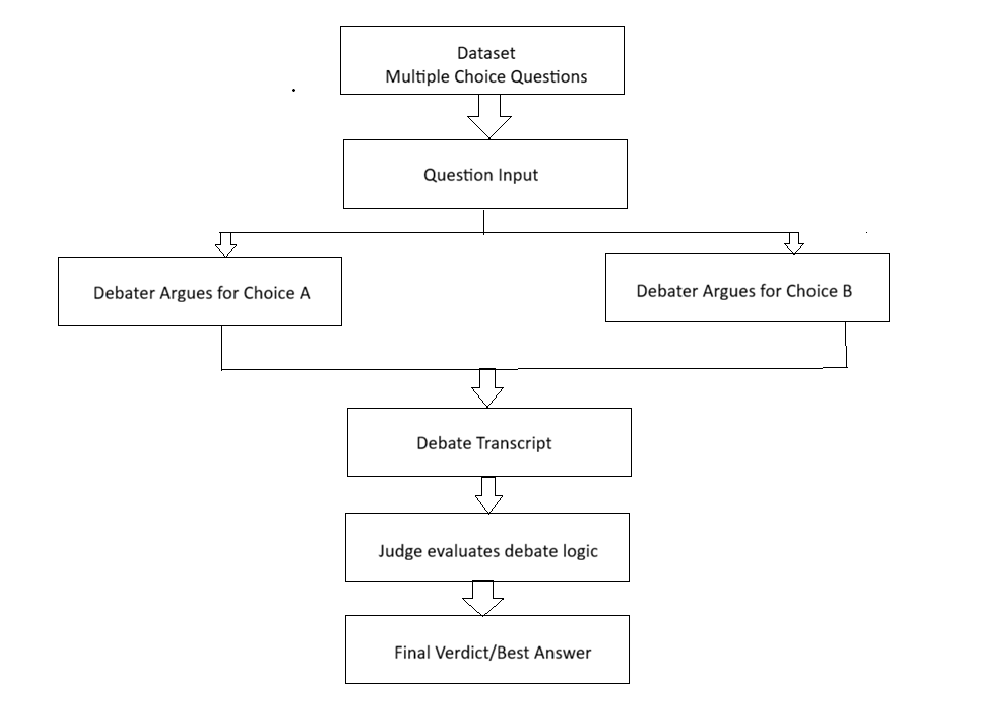 Dataset
Multiple Choice Questions
Question Input
Debater Argues for Choice A
Debater Argues for Choice B
Debate Transcript
Judge evaluates debate logic
Final Verdict/Best Answer